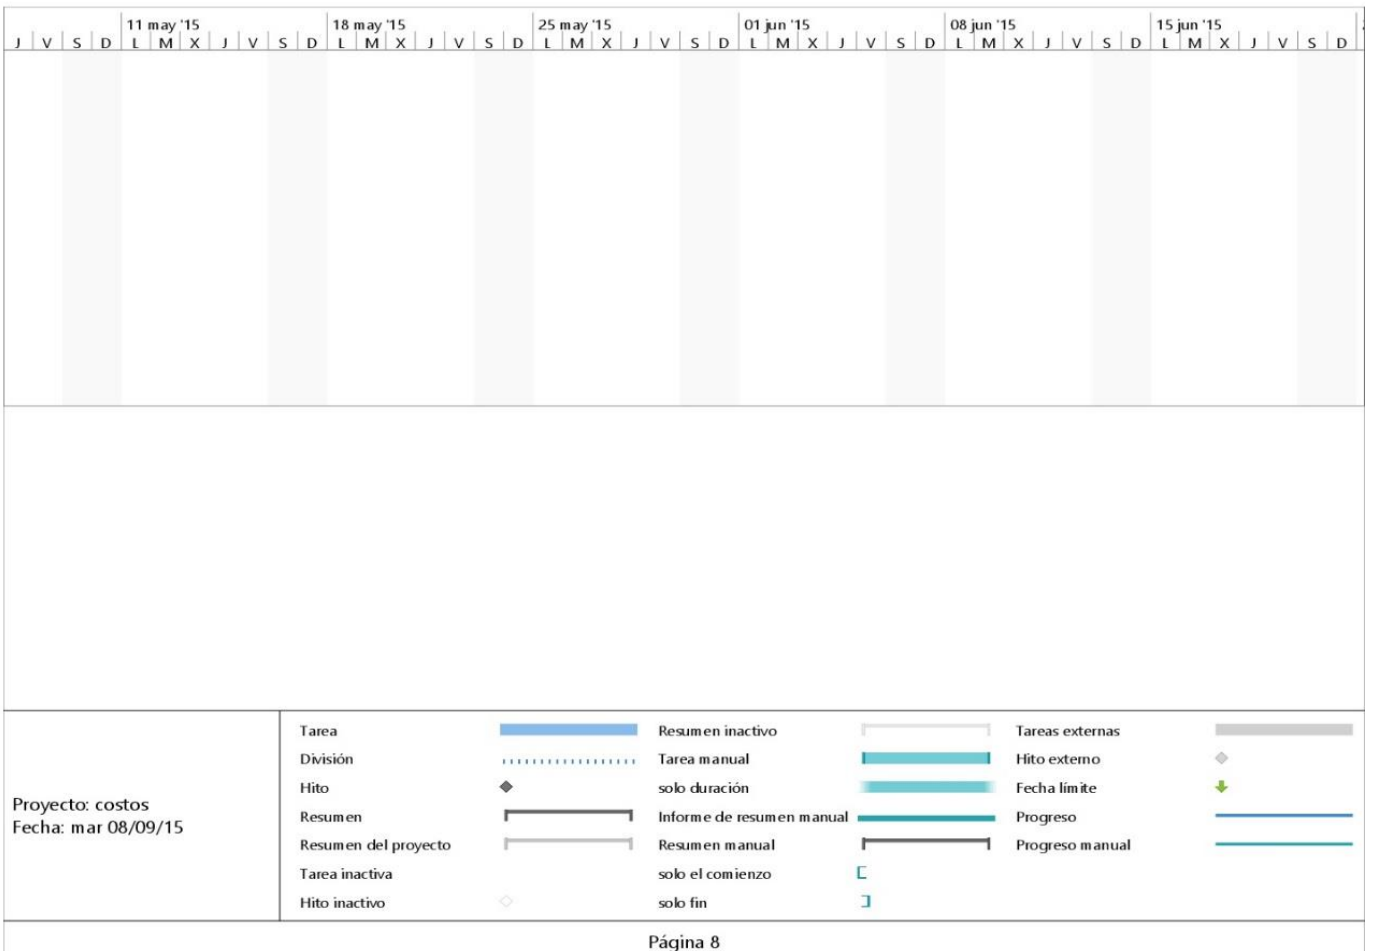 11 may '15 18 may '15 25 may '15 01 jun '15 08 jun '15 15 jun '15
J V S D L M X J V S D L M X J V S D L M X J V S D L M X J V S D L M X J V S D L M X J V S D
Tarea Resumen inactivo Tareas externas
División Tarea manual Hito externo
Hito solo duración Fecha límite
Resumen Informe de resumen manual Progreso
Resumen del proyecto Resumen manual Progreso manual
Tarea inactiva solo el comienzo
Hito inactivo solo fin
Proyecto: costos
Fecha: mar 08/09/15
Página 8